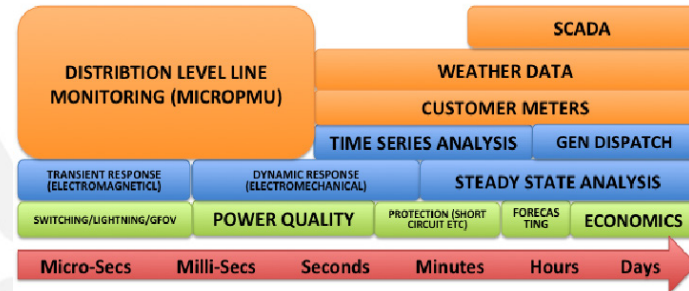 SCADA
DISTRIBTION LEVEL LINE
MONITORING (MICROPMU)
WEATHER DATA
CUSTOMER METERS
TIME SERIES ANALYSIS
GEN DISPATCH
TRANSIENT RESPONSE
(ELECTROMAGNETICL)
DYNAMIC RESPONSE
(ELECTROMECHANICAL)
STEADY STATE ANALYSIS
SWITCHING/LIGHTNING/GFOV
POWER QUALITY
PROTECTION (SHORT
CIRCUIT ETC)
FORECAS
TING
ECONOMICS
Micro-Secs Milli-Secs Seconds Minutes Hours Days